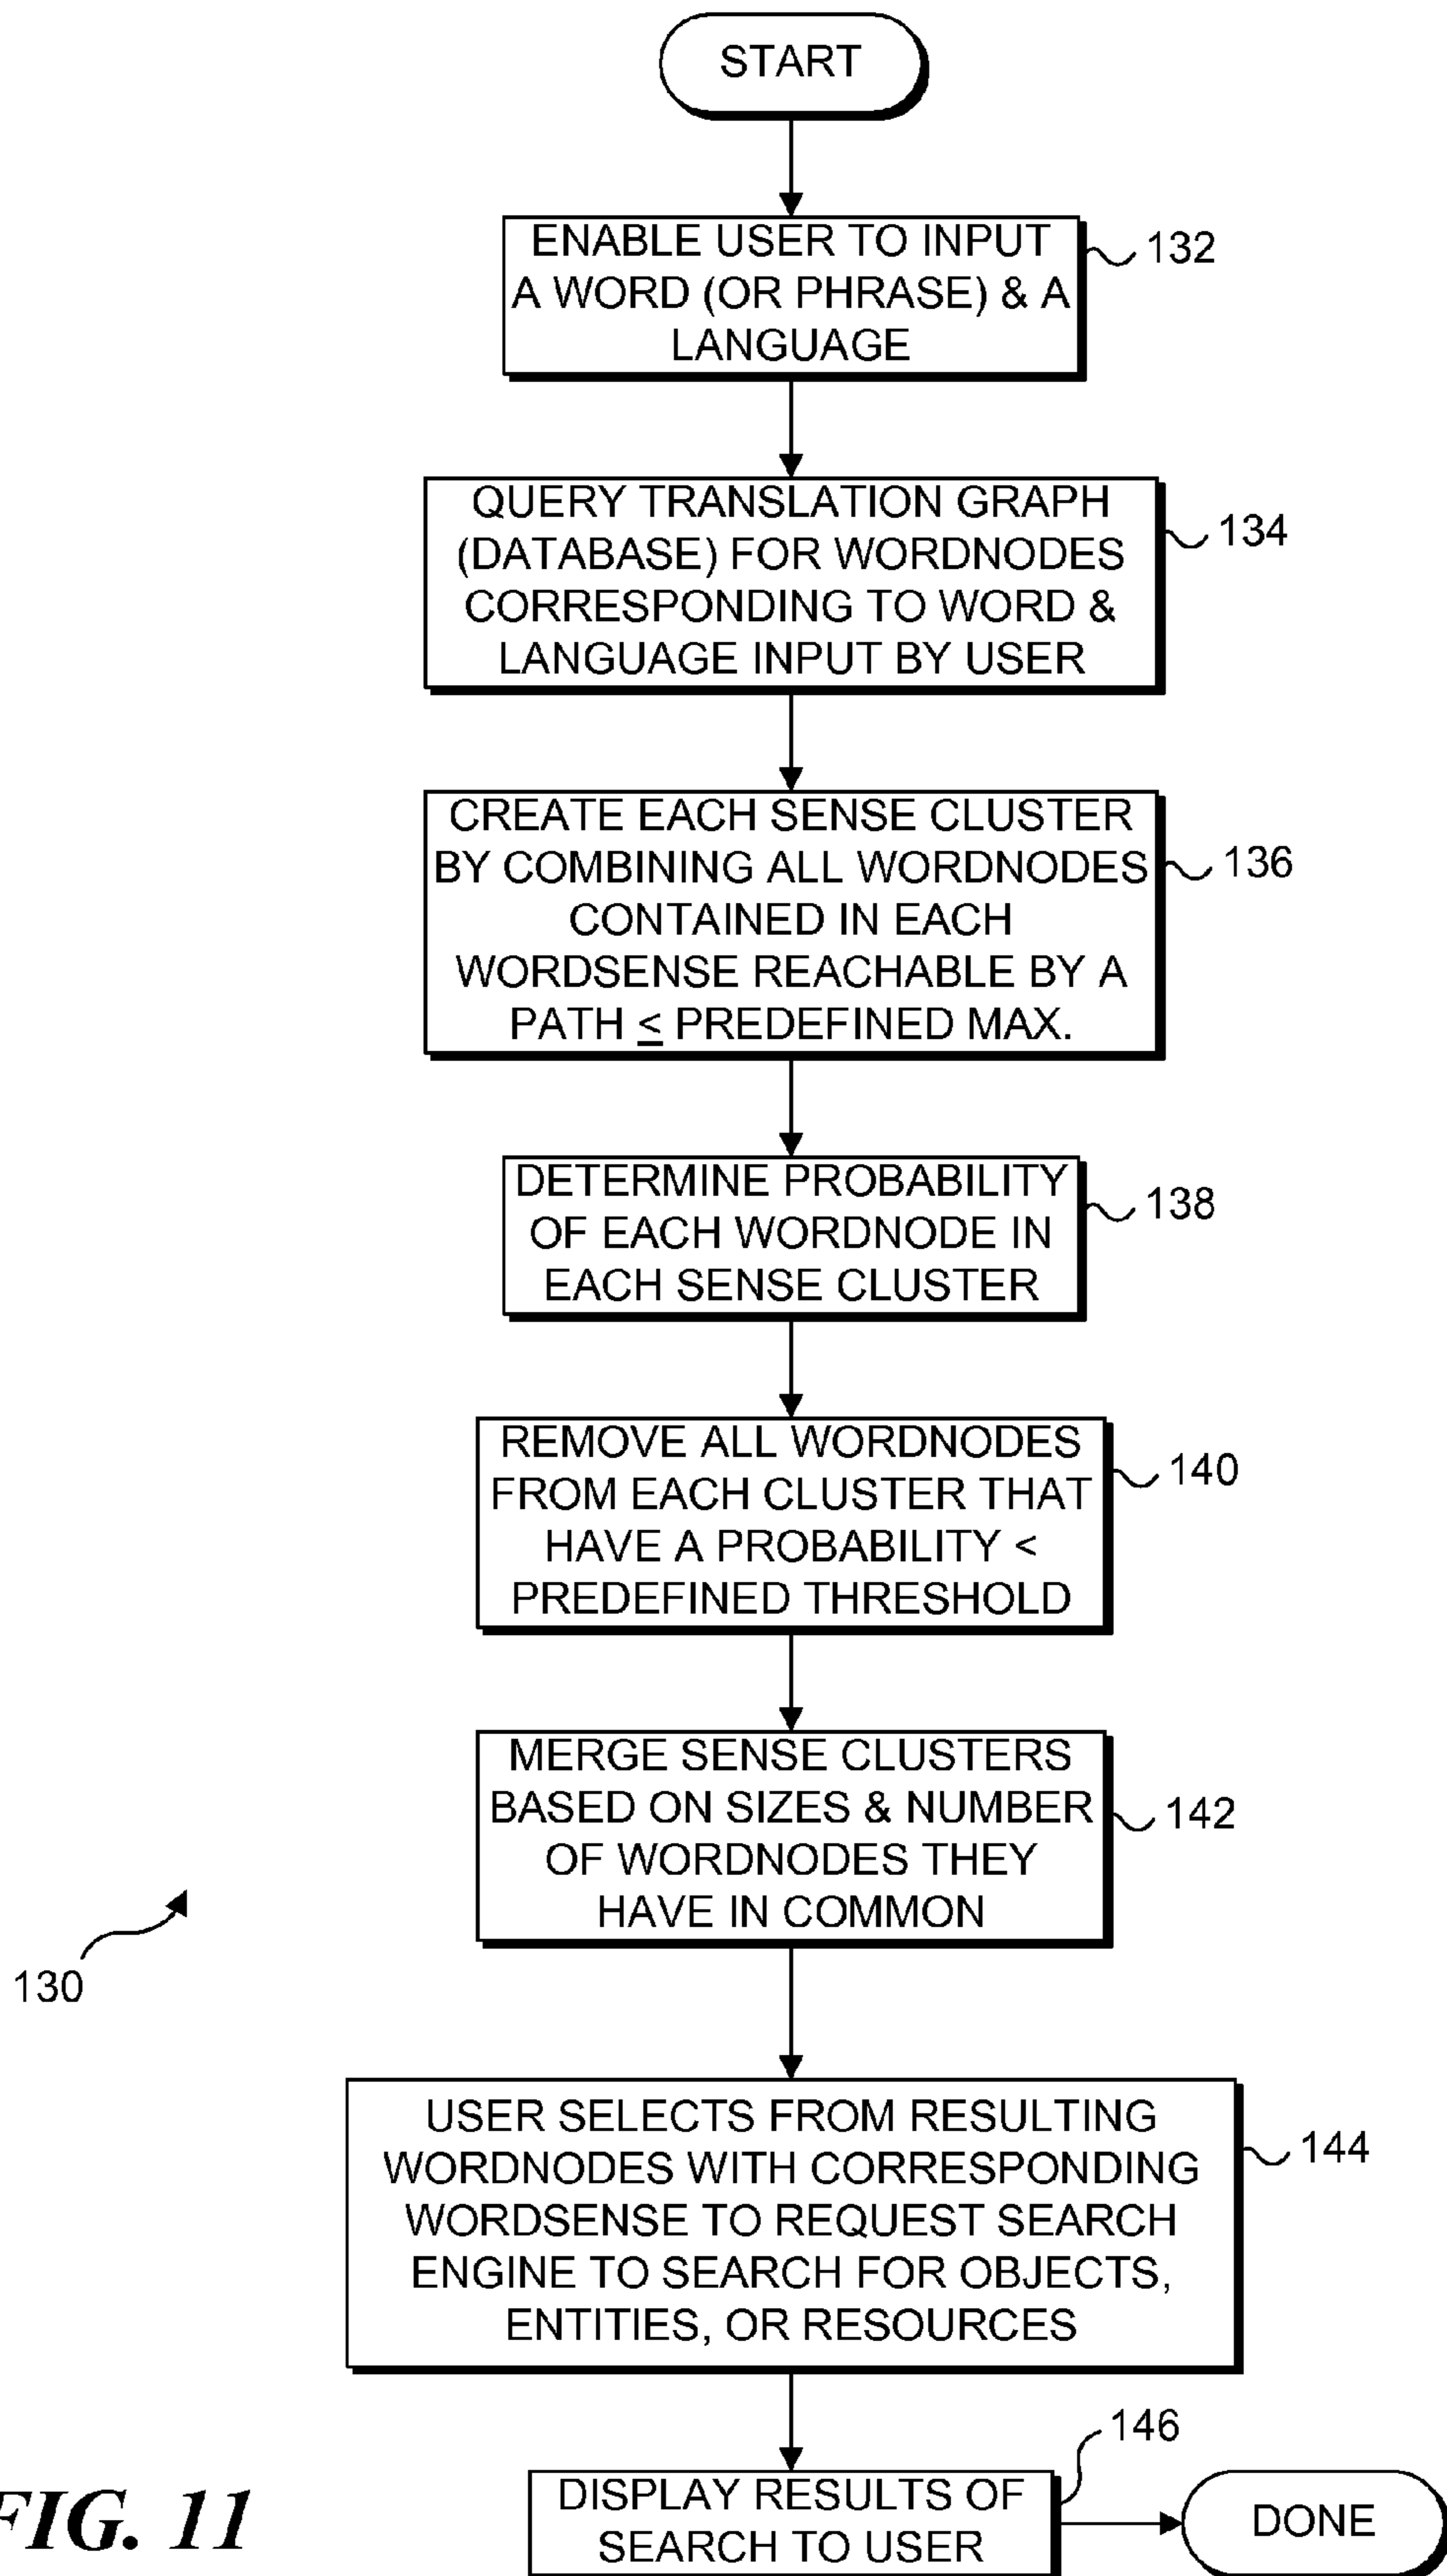 START
ENABLE USER TO INPUT
A WORD (OR PHRASE) & A
LANGUAGE
132
QUERY TRANSLATION GRAPH
(DATABASE) FOR WORDNODES
CORRESPONDING TO WORD &
LANGUAGE INPUT BY USER
134
CREATE EACH SENSE CLUSTER
BY COMBINING ALL WORDNODES
CONTAINED IN EACH
WORDSENSE REACHABLE BY A
PATH ≤ PREDEFINED MAX.
136
DETERMINE PROBABILITY
OF EACH WORDNODE IN
EACH SENSE CLUSTER
138
REMOVE ALL WORDNODES
FROM EACH CLUSTER THAT
HAVE A PROBABILITY <
PREDEFINED THRESHOLD
140
MERGE SENSE CLUSTERS
BASED ON SIZES & NUMBER
OF WORDNODES THEY
HAVE IN COMMON
142
130
USER SELECTS FROM RESULTING
WORDNODES WITH CORRESPONDING
WORDSENSE TO REQUEST SEARCH
ENGINE TO SEARCH FOR OBJECTS,
ENTITIES, OR RESOURCES
144
DISPLAY RESULTS OF
SEARCH TO USER
146
DONE
FIG. 11